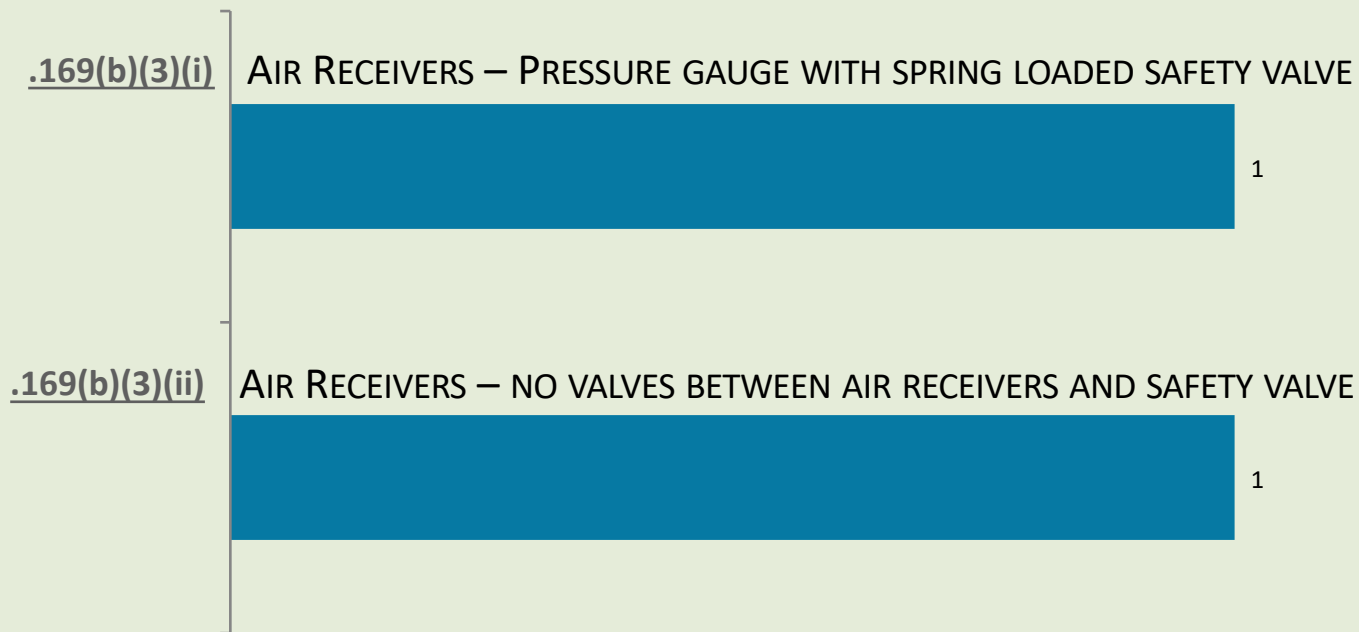 .169(b)(3)(i) AIR RECEIVERS – PRESSURE GAUGE WITH SPRING LOADED SAFETY VALVE
1
.169(b)(3)(ii) AIR RECEIVERS – NO VALVES BETWEEN AIR RECEIVERS AND SAFETY VALVE
1